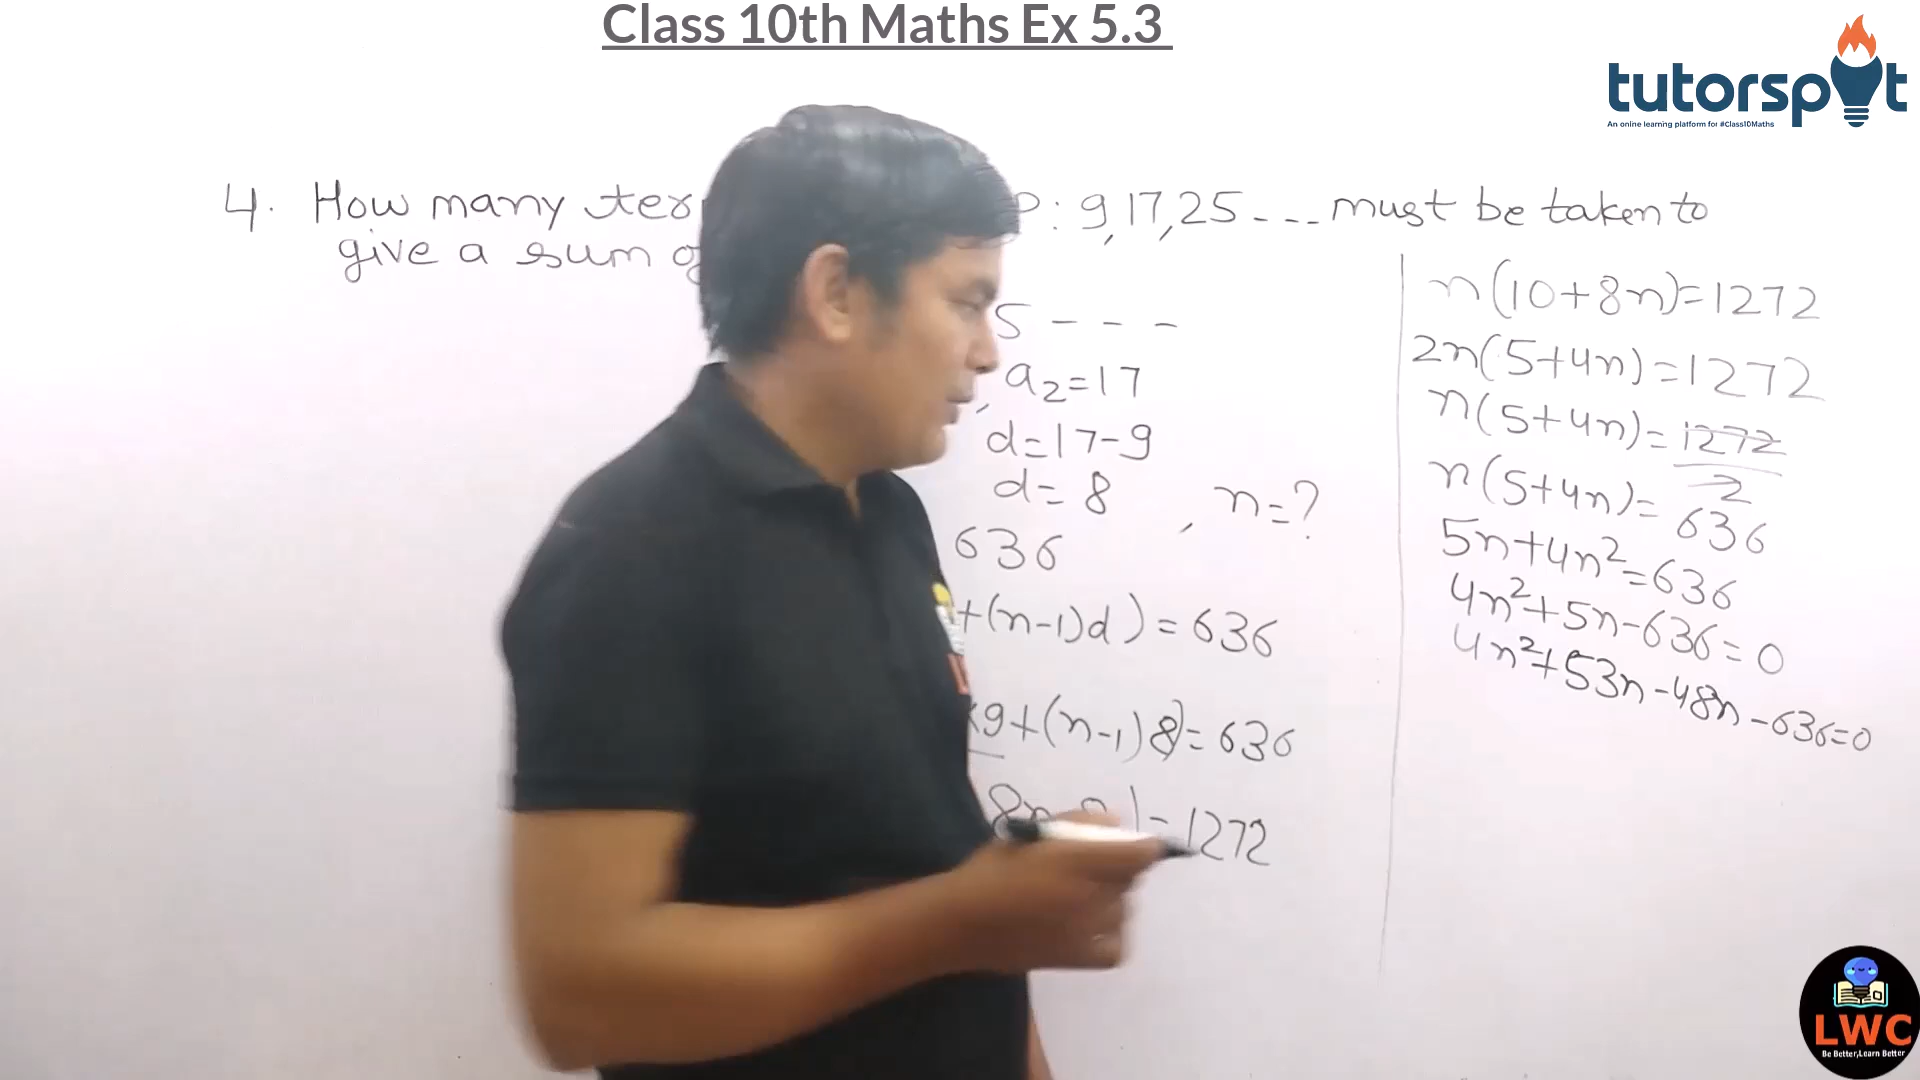 Class 10th Maths Ex 5.3
tutorspot
An online learning platform for #Class10Maths
4. How many : 9,17,25--- must be taken to
give a sum
5 - - -
, a2=17
d=17-9
d=8 , n=?
636
+(n-1)d)=636
9+(n-1)8)=636
=1272
n(10+8n)=1272
2n(5+4n)=1272
n(5+4n)=1272/2
n(5+4n)=636
5n+4n²=636
4n²+5n-636=0
4n²+53n-48n-636=0
LWC
Be Better,Learn Better